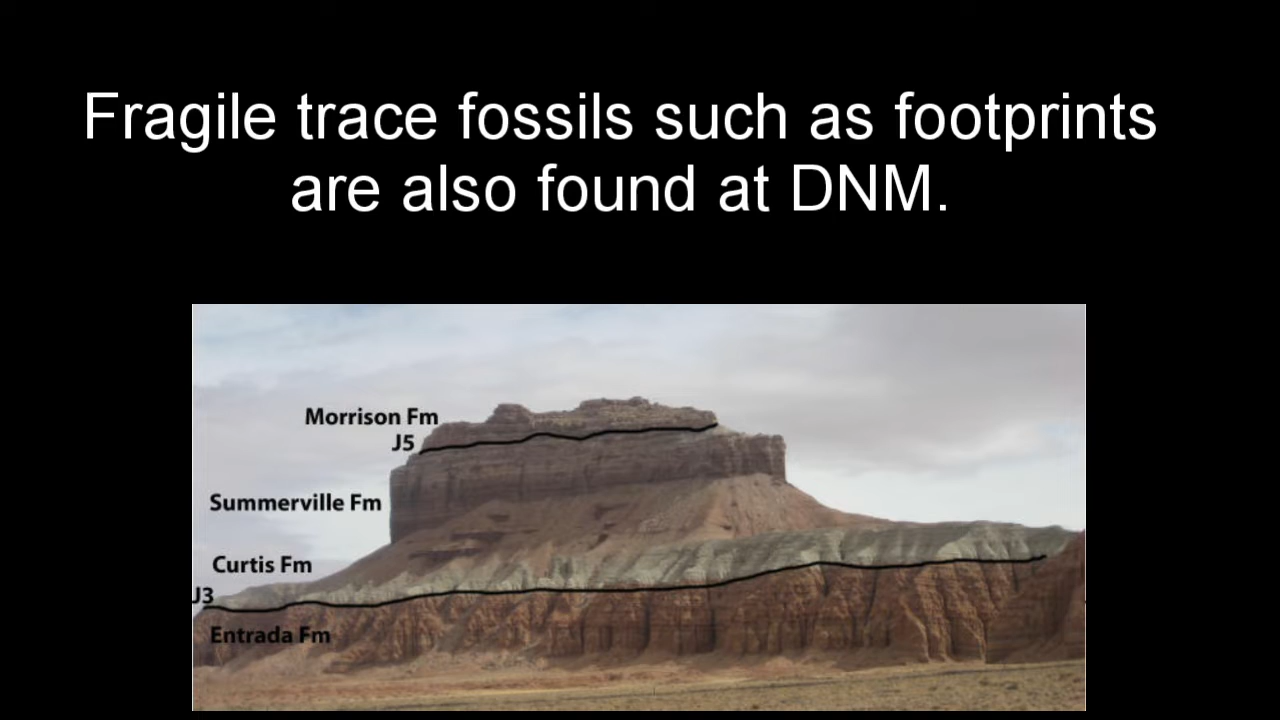 Fragile trace fossils such as footprints
are also found at DNM.
Morrison Fm
J5
Summerville Fm
Curtis Fm
J3
Entrada Fm